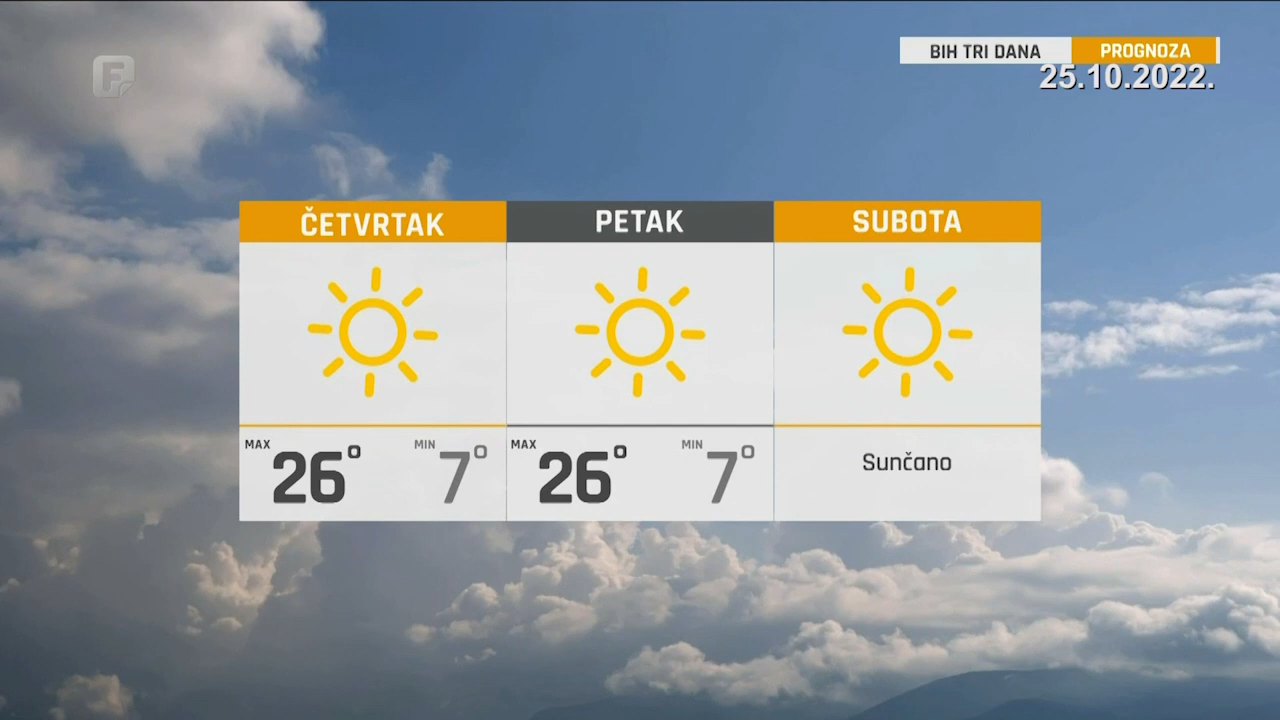 F
BIH TRI DANA PROGNOZA
25.10.2022.
ČETVRTAK PETAK SUBOTA
MAX 26° MIN 7° MAX 26° MIN 7° Sunčano